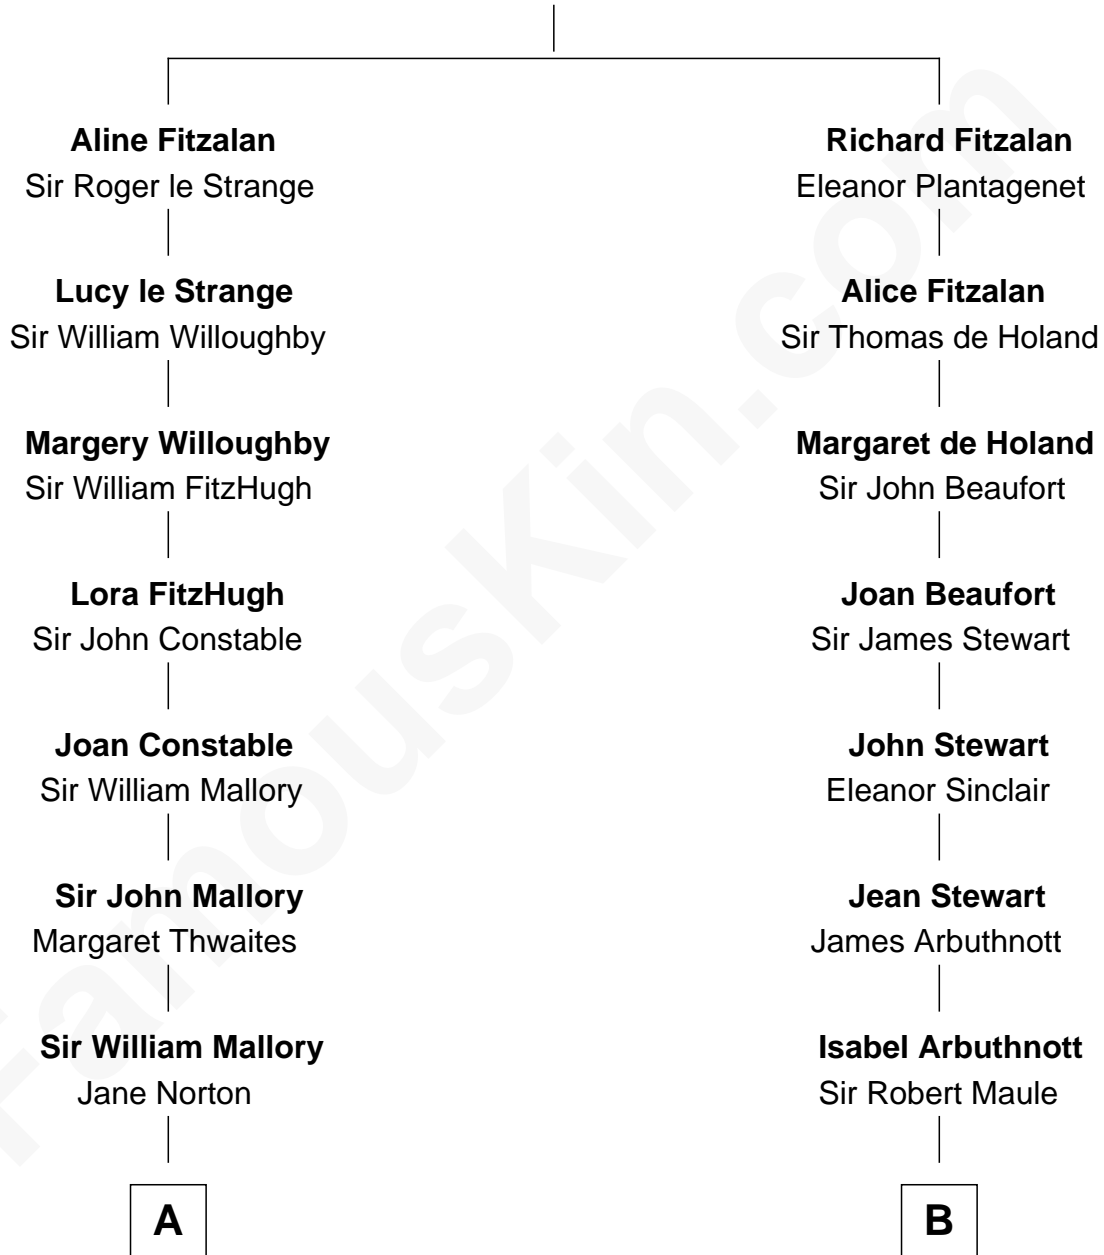 Aline Fitzalan
Sir Roger le Strange
Lucy le Strange
Sir William Willoughby
Margery Willoughby
Sir William FitzHugh
Lora FitzHugh
Sir John Constable
Joan Constable
Sir William Mallory
Sir John Mallory
Margaret Thwaites
Sir William Mallory
Jane Norton
A
Richard Fitzalan
Eleanor Plantagenet
Alice Fitzalan
Sir Thomas de Holand
Margaret de Holand
Sir John Beaufort
Joan Beaufort
Sir James Stewart
John Stewart
Eleanor Sinclair
Jean Stewart
James Arbuthnott
Isabel Arbuthnott
Sir Robert Maule
B
FamousKin.com